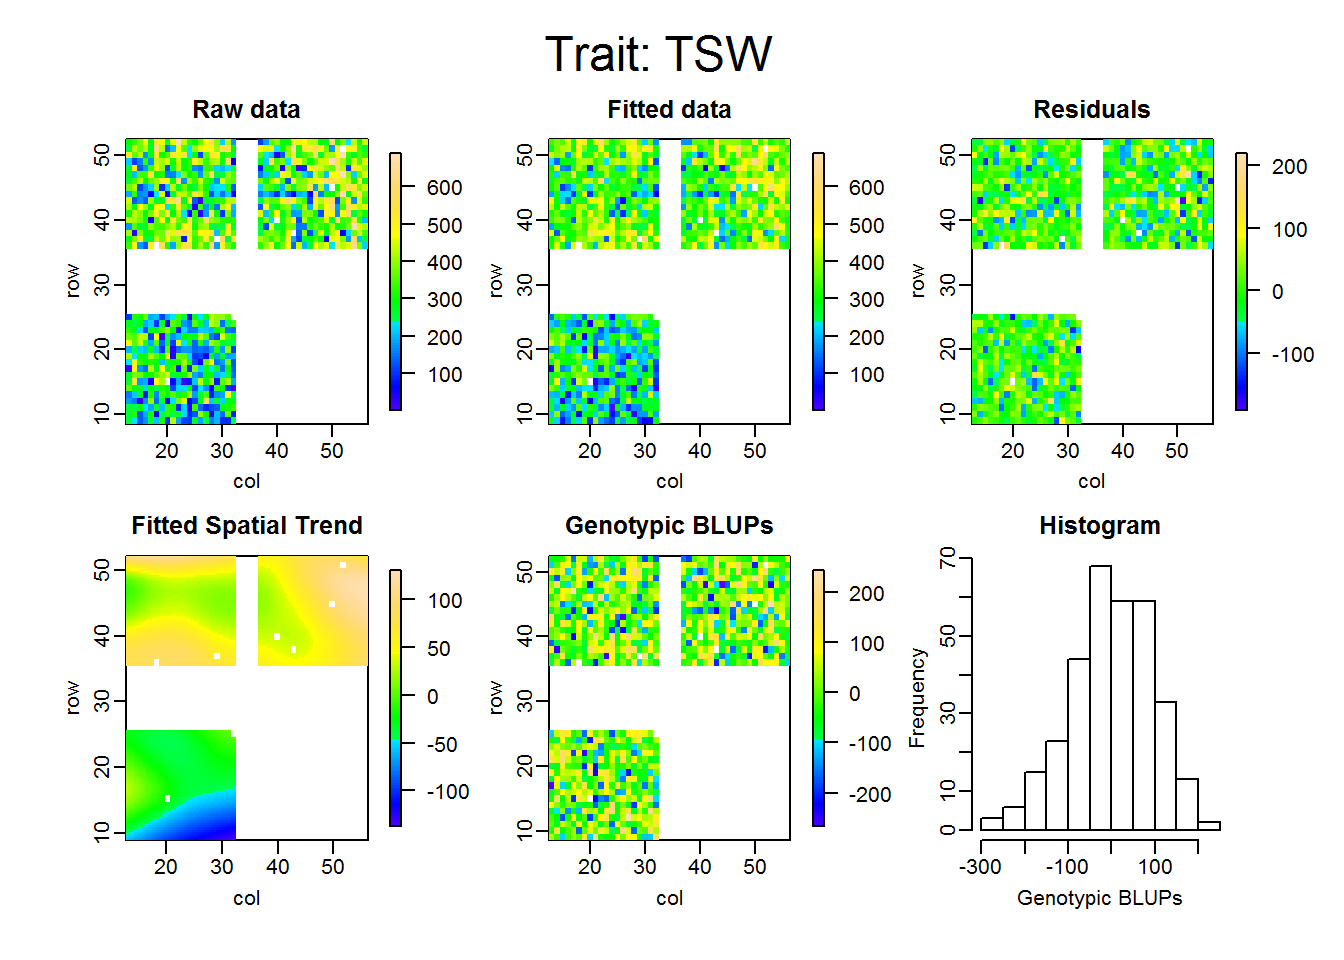 Trait: TSW
Raw data
Fitted data
Residuals
row
50
40
30
20
10
20 30 40 50
col
600
500
400
300
200
100
row
50
40
30
20
10
20 30 40 50
col
600
500
400
300
200
100
row
50
40
30
20
10
20 30 40 50
col
200
100
0
-100
Fitted Spatial Trend
Genotypic BLUPs
Histogram
row
50
40
30
20
10
20 30 40 50
col
100
50
0
-50
-100
row
50
40
30
20
10
20 30 40 50
col
200
100
0
-100
-200
Frequency
70
50
30
10
0
-300 -100 100
Genotypic BLUPs